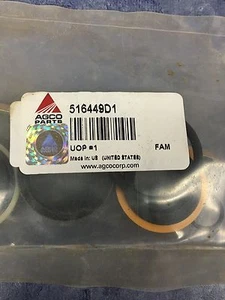 AGCO
PARTS
516449D1
UOP #1
FAM
Made in: US (UNITED STATES)
www.agcocorp.com